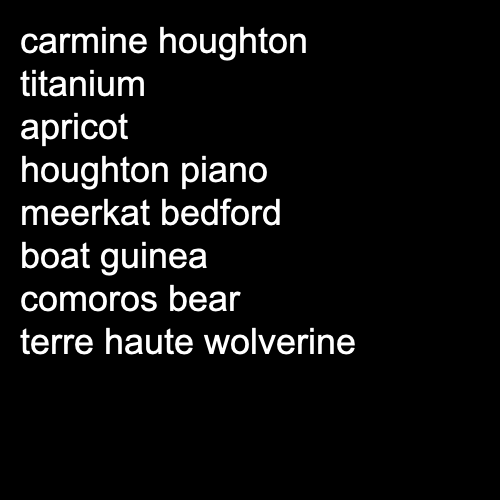 carmine houghton
titanium
apricot
houghton piano
meerkat bedford
boat guinea
comoros bear
terre haute wolverine